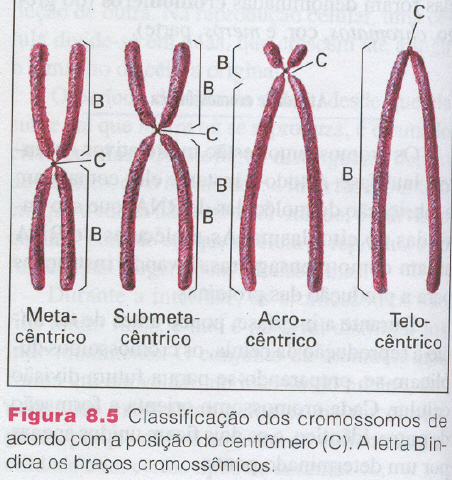 C
B
B
C
B
B
C
C
B
B
B
B
Meta-
cêntrico
Submeta-
cêntrico
Acro-
cêntrico
Telo-
cêntrico
Figura 8.5 Classificação dos cromossomos de
acordo com a posição do centrômero (C). A letra B in-
dica os braços cromossômicos.